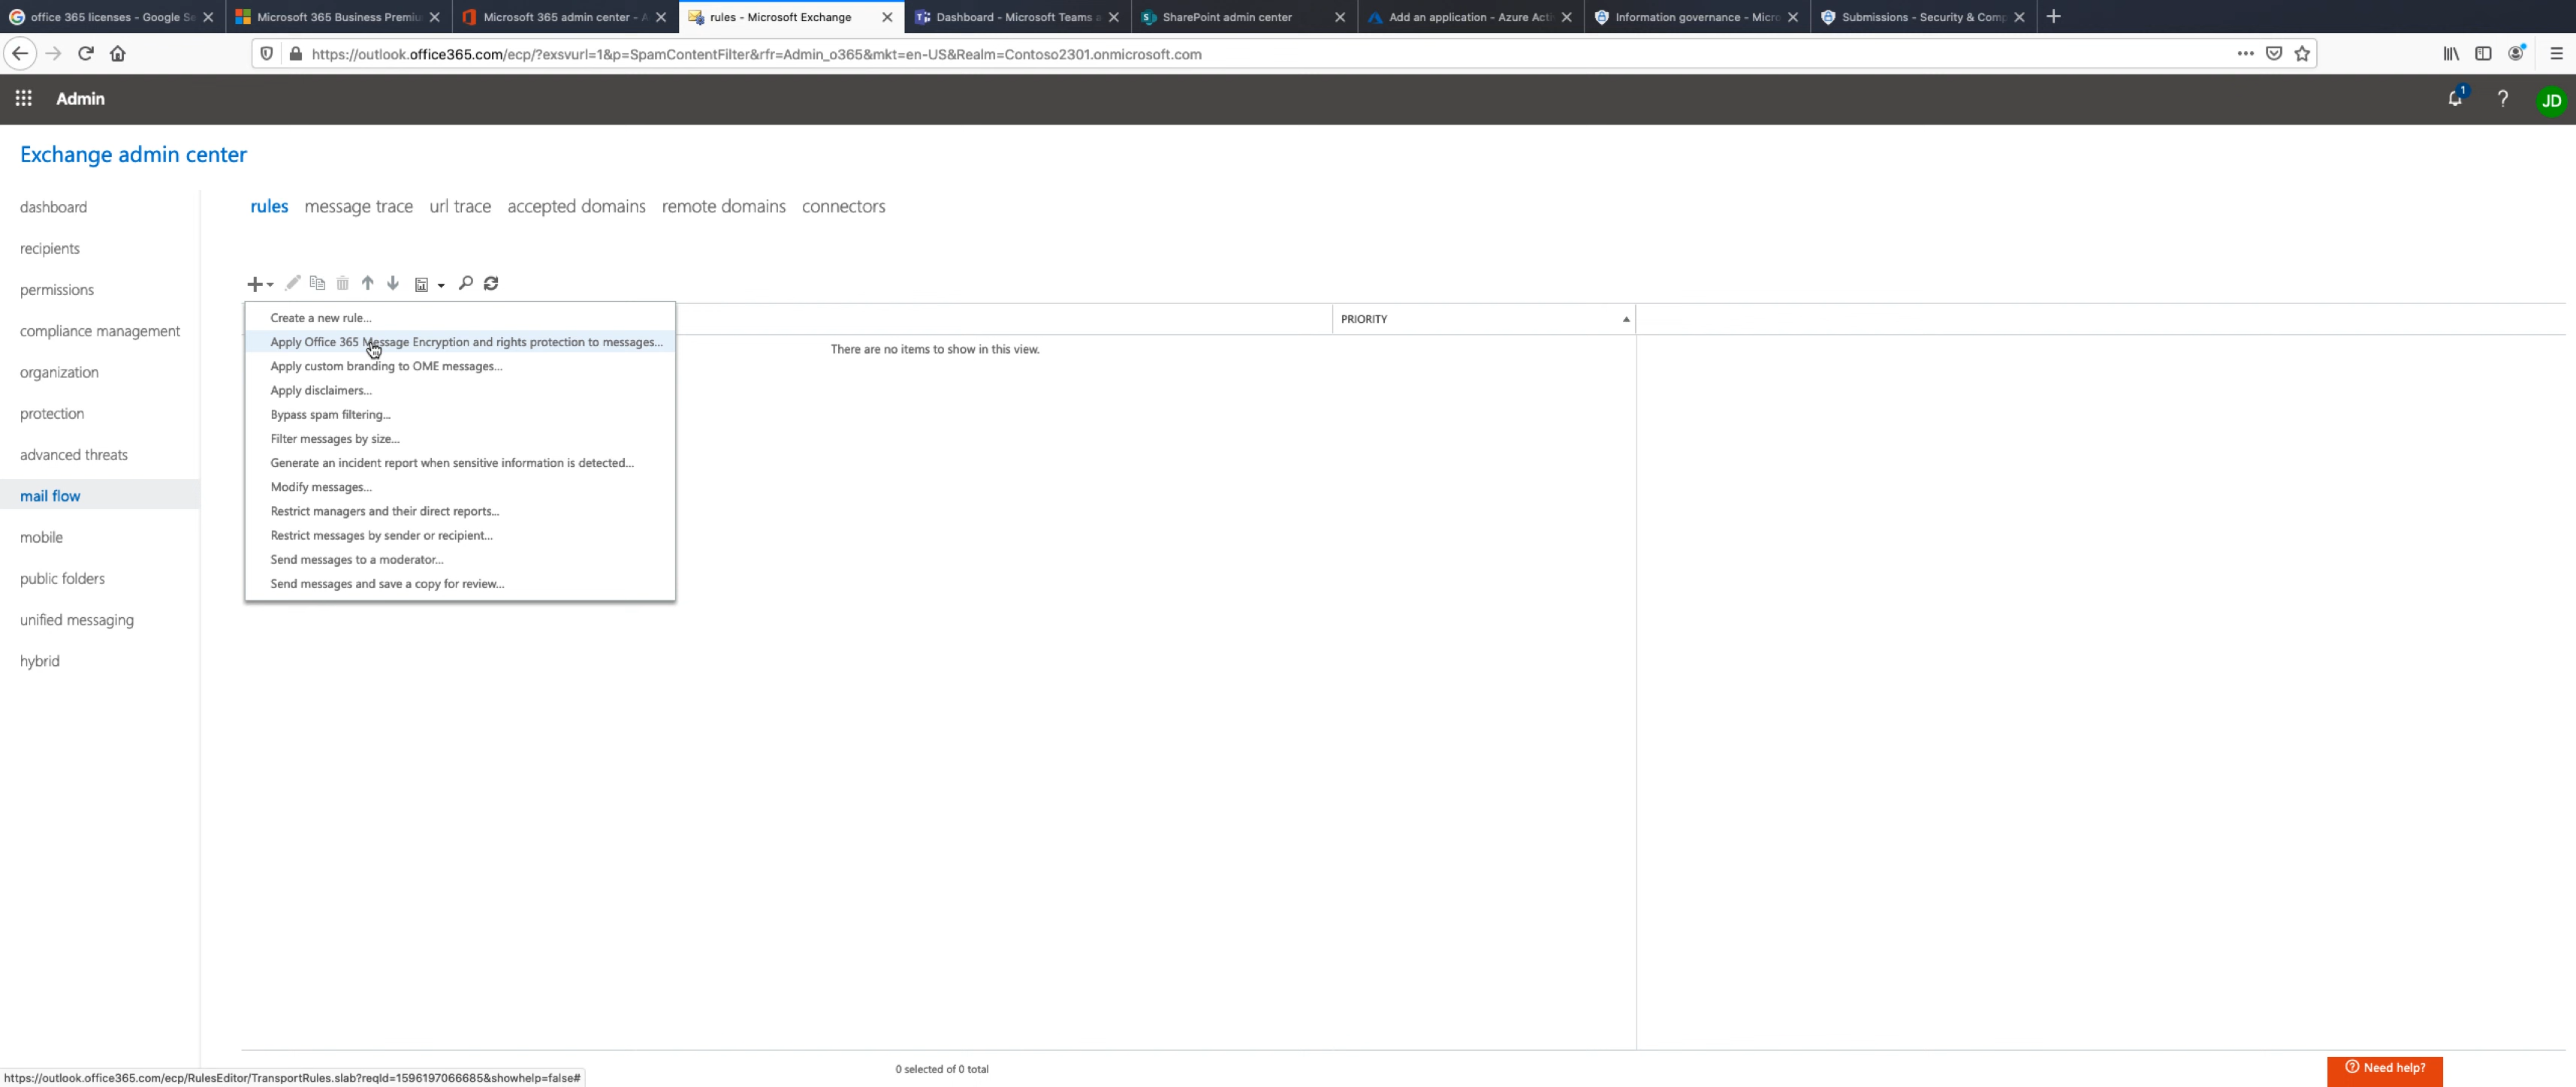 office 365 licenses - Google Se
Microsoft 365 Business Premiu
Microsoft 365 admin center - A
rules - Microsoft Exchange
Dashboard - Microsoft Teams a
SharePoint admin center
Add an application - Azure Acti
Information governance - Micro
Submissions - Security & Comp
https://outlook.office365.com/ecp/?exsvurl=1&p=SpamContentFilter&rfr=Admin_o365&mkt=en-US&Realm=Contoso2301.onmicrosoft.com
Admin
1
?
JD
Exchange admin center
dashboard
recipients
permissions
compliance management
organization
protection
advanced threats
mail flow
mobile
public folders
unified messaging
hybrid
rules message trace url trace accepted domains remote domains connectors
Create a new rule...
Apply Office 365 Message Encryption and rights protection to messages...
Apply custom branding to OME messages...
Apply disclaimers...
Bypass spam filtering...
Filter messages by size...
Generate an incident report when sensitive information is detected...
Modify messages...
Restrict managers and their direct reports...
Restrict messages by sender or recipient...
Send messages to a moderator...
Send messages and save a copy for review...
PRIORITY
There are no items to show in this view.
0 selected of 0 total
Need help?
https://outlook.office365.com/ecp/RulesEditor/TransportRules.slab?reqId=1596197066685&showhelp=false#